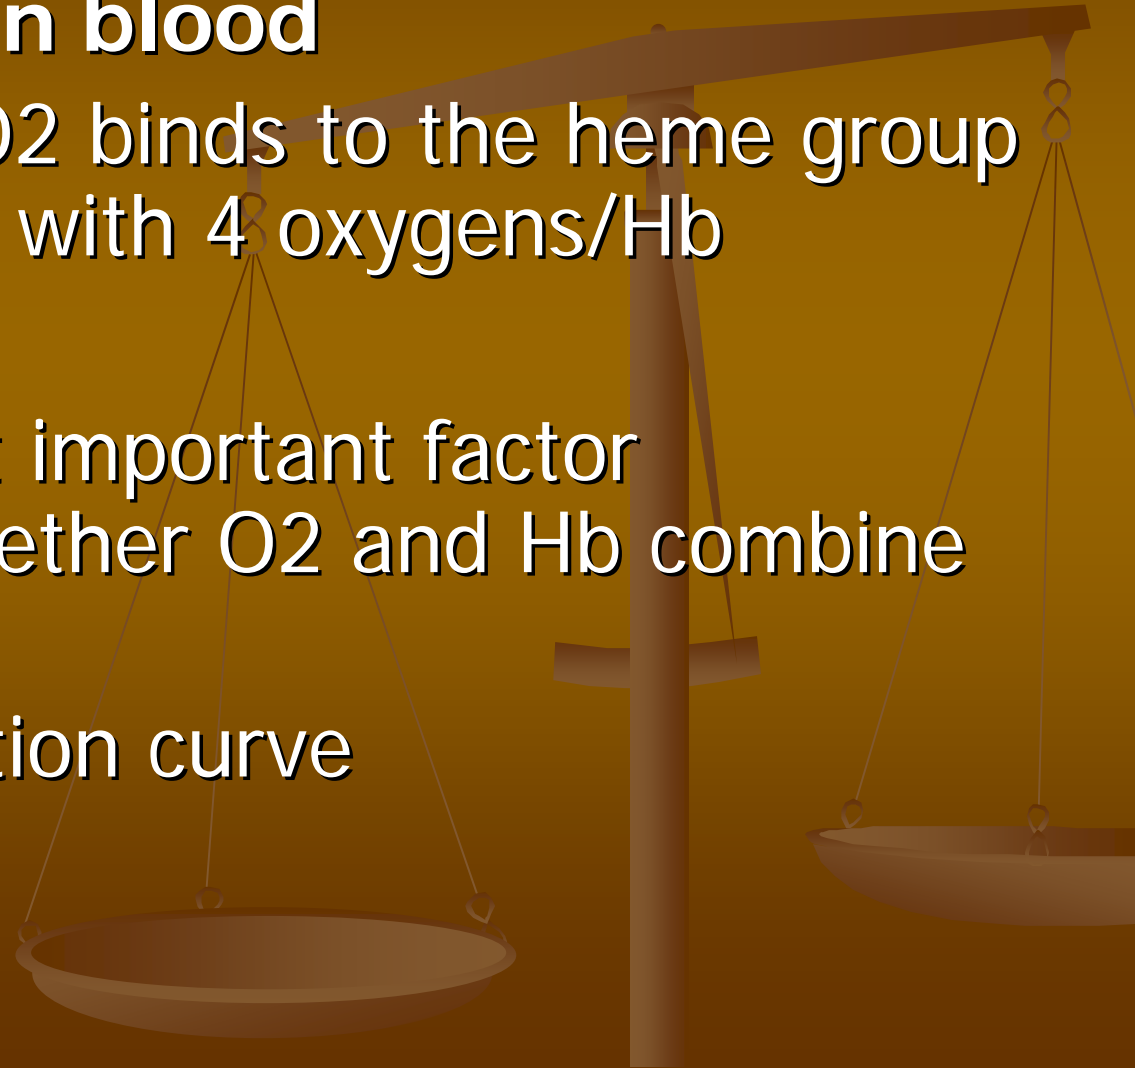 n blood
O2 binds to the heme group
with 4 oxygens/Hb
important factor
ether O2 and Hb combine
tion curve